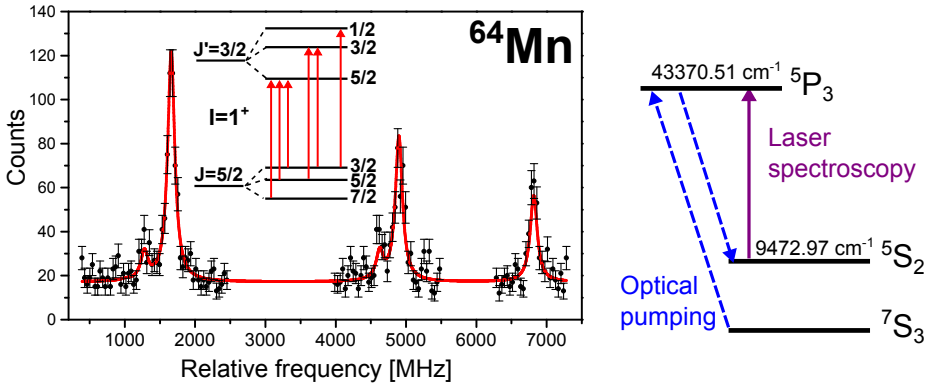 64Mn
Counts
140
120
100
80
60
40
20
0
1000
2000
3000
4000
5000
6000
7000
Relative frequency [MHz]
J'=3/2
1/2
3/2
5/2
I=1+
J=5/2
3/2
5/2
7/2
43370.51 cm-1 5P3
Laser
spectroscopy
9472.97 cm-1 5S2
Optical
pumping
7S3